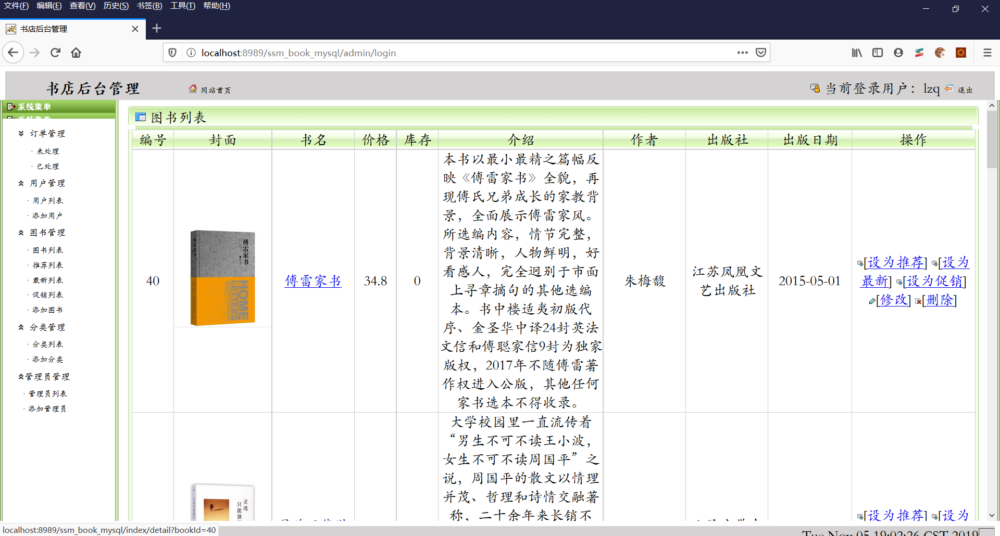 文件(F) 编辑(E) 查看(V) 历史(S) 书签(B) 工具(T) 帮助(H)
书店后台管理
localhost:8989/ssm_book_mysql/admin/login
书店后台管理
网站首页
当前登录用户：lzq
退出
系统菜单
系统菜单
订单管理
· 未处理
· 已处理
用户管理
· 用户列表
· 添加用户
图书管理
· 图书列表
· 推荐列表
· 最新列表
· 促销列表
· 添加图书
分类管理
· 分类列表
· 添加分类
管理员管理
· 管理员列表
· 添加管理员
图书列表
编号 封面 书名 价格 库存 介绍 作者 出版社 出版日期 操作
40
傅雷家书
HOME
LETTERS
傅雷家书
34.8
0
本书以最小最精之篇幅反
映《傅雷家书》全貌，再
现傅氏兄弟成长的家教背
景，全面展示傅雷家风。
所选编内容，情节完整，
背景清晰，人物鲜明，好
看感人，完全迥别于市面
上寻章摘句的其他选编
本。书中楼适夷初版代
序、金圣华中译24封英法
文信和傅聪家信9封为独家
版权，2017年不随傅雷著
作权进入公版，其他任何
家书选本不得收录。
朱梅馥
江苏凤凰文
艺出版社
2015-05-01
[设为推荐] [设为
最新] [设为促销]
[修改] [删除]
灵魂
只能独
大学校园里一直流传着
“男生不可不读王小波，
女生不可不读周国平”之
说，周国平的散文以情理
并茂、哲理和诗情交融著
称，二十余年来长销不
[设为推荐] [设为
localhost:8989/ssm_book_mysql/index/detail?bookId=40
Tue Nov 05 19:02:26 CST 2019